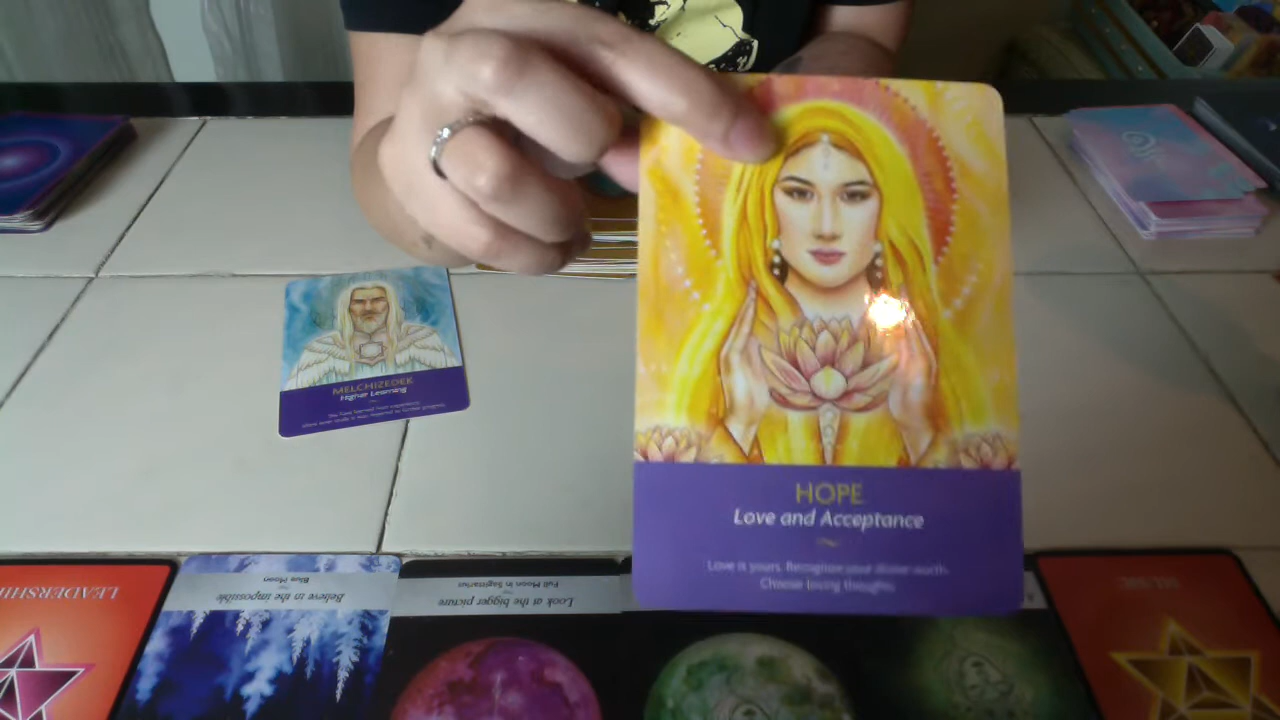 MELCHIZEDEK
Higher Learning
HOPE
Love and Acceptance
Love is yours. Recognize your divine worth.
Choose loving thoughts.
LEADERSHIP
Believe in the impossible
Blue Moon
Look at the bigger picture
Full Moon in Sagittarius